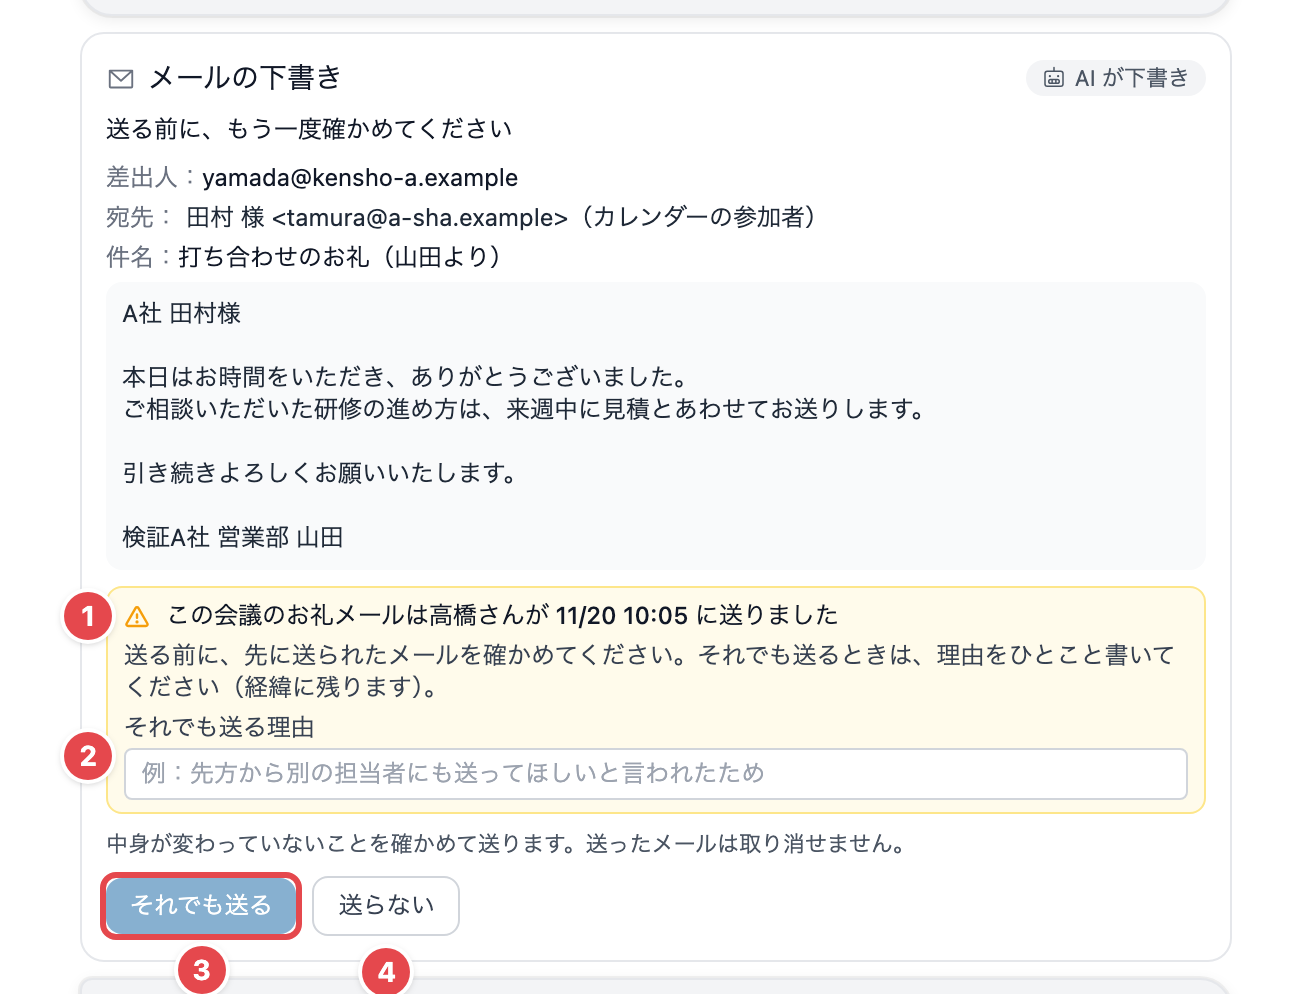 メールの下書き
AI が下書き
送る前に、もう一度確かめてください
差出人：yamada@kensho-a.example
宛先： 田村 様 <tamura@a-sha.example>（カレンダーの参加者）
件名：打ち合わせのお礼（山田より）
A社 田村様
本日はお時間をいただき、ありがとうございました。
ご相談いただいた研修の進め方は、来週中に見積とあわせてお送りします。
引き続きよろしくお願いいたします。
検証A社 営業部 山田
1
この会議のお礼メールは高橋さんが 11/20 10:05 に送りました
送る前に、先に送られたメールを確かめてください。それでも送るときは、理由をひとこと書いて
ください（経緯に残ります）。
それでも送る理由
2
例：先方から別の担当者にも送ってほしいと言われたため
中身が変わっていないことを確かめて送ります。送ったメールは取り消せません。
それでも送る
送らない
3
4